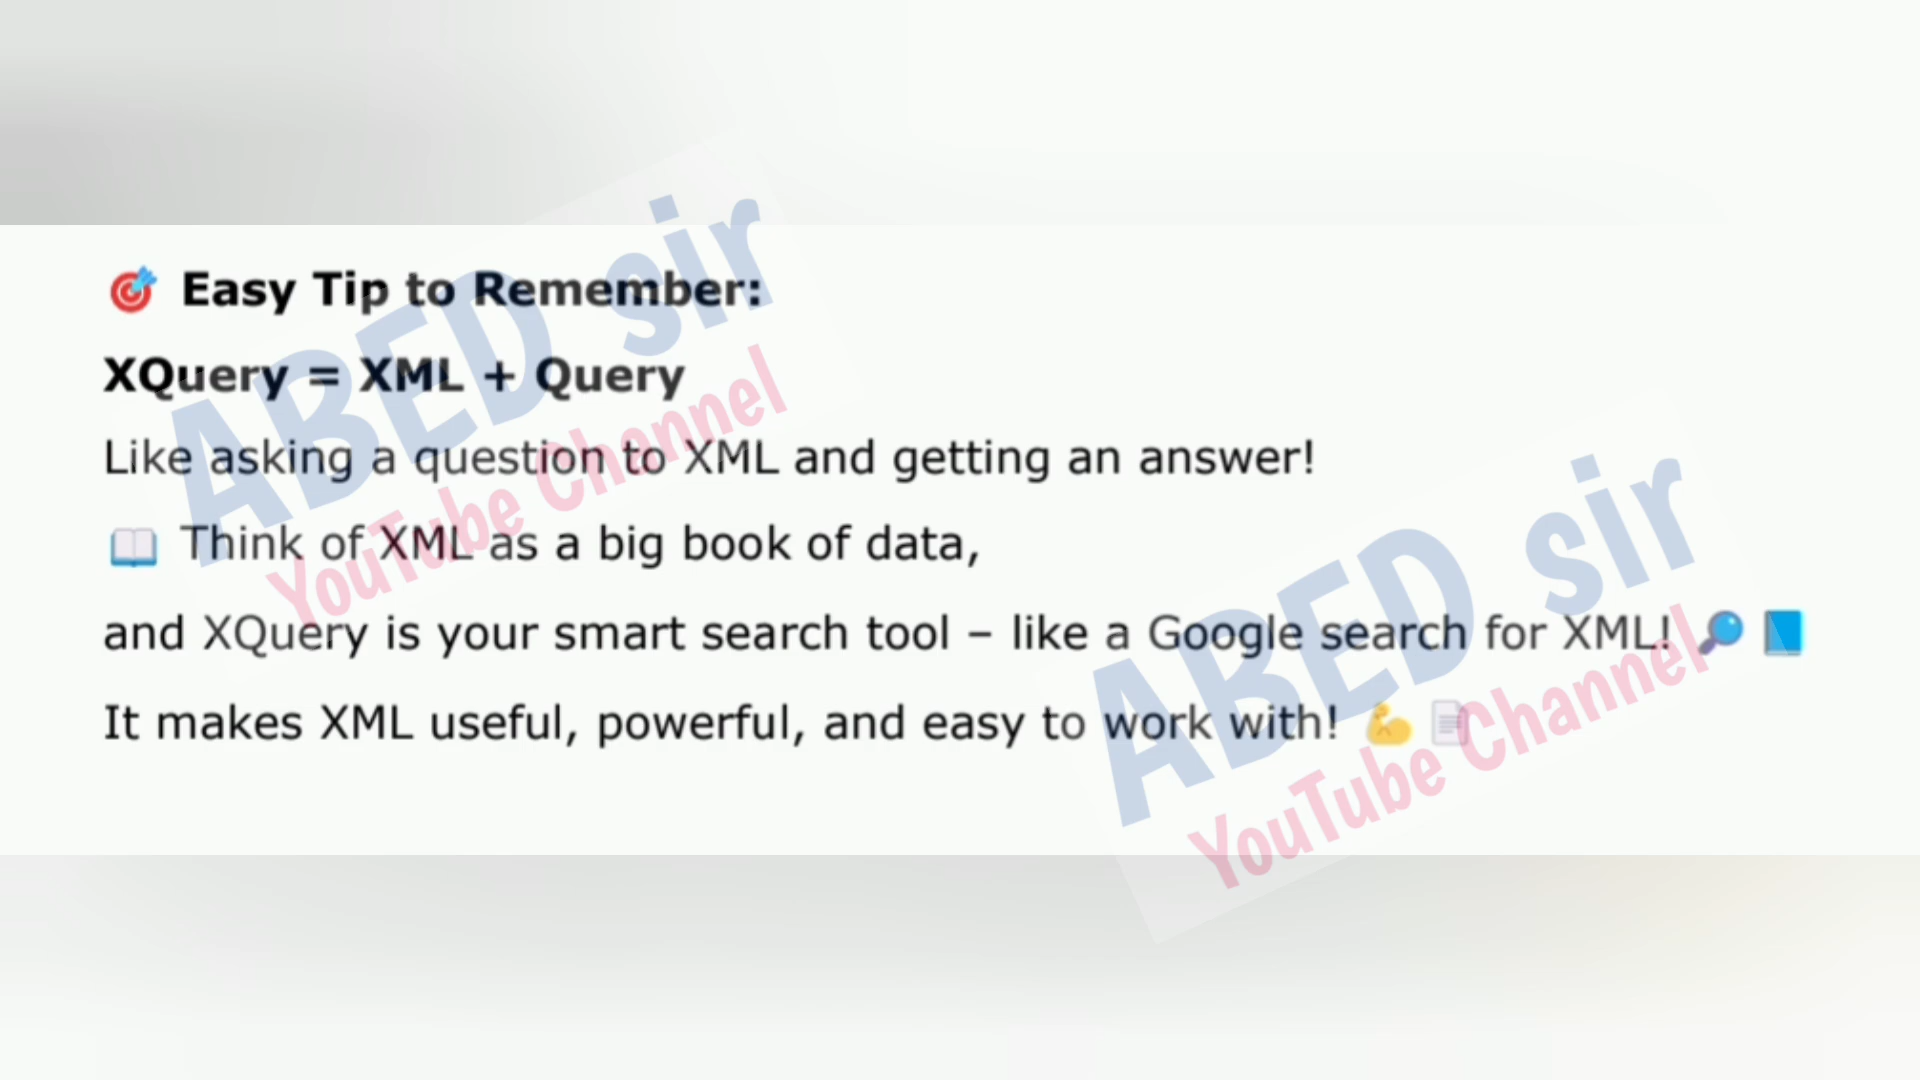 🎯 Easy Tip to Remember:
XQuery = XML + Query
Like asking a question to XML and getting an answer!
📖 Think of XML as a big book of data,
and XQuery is your smart search tool – like a Google search for XML! 🔎 📘
It makes XML useful, powerful, and easy to work with! 💪 📄
ABED sir
YouTube Channel
ABED sir
YouTube Channel